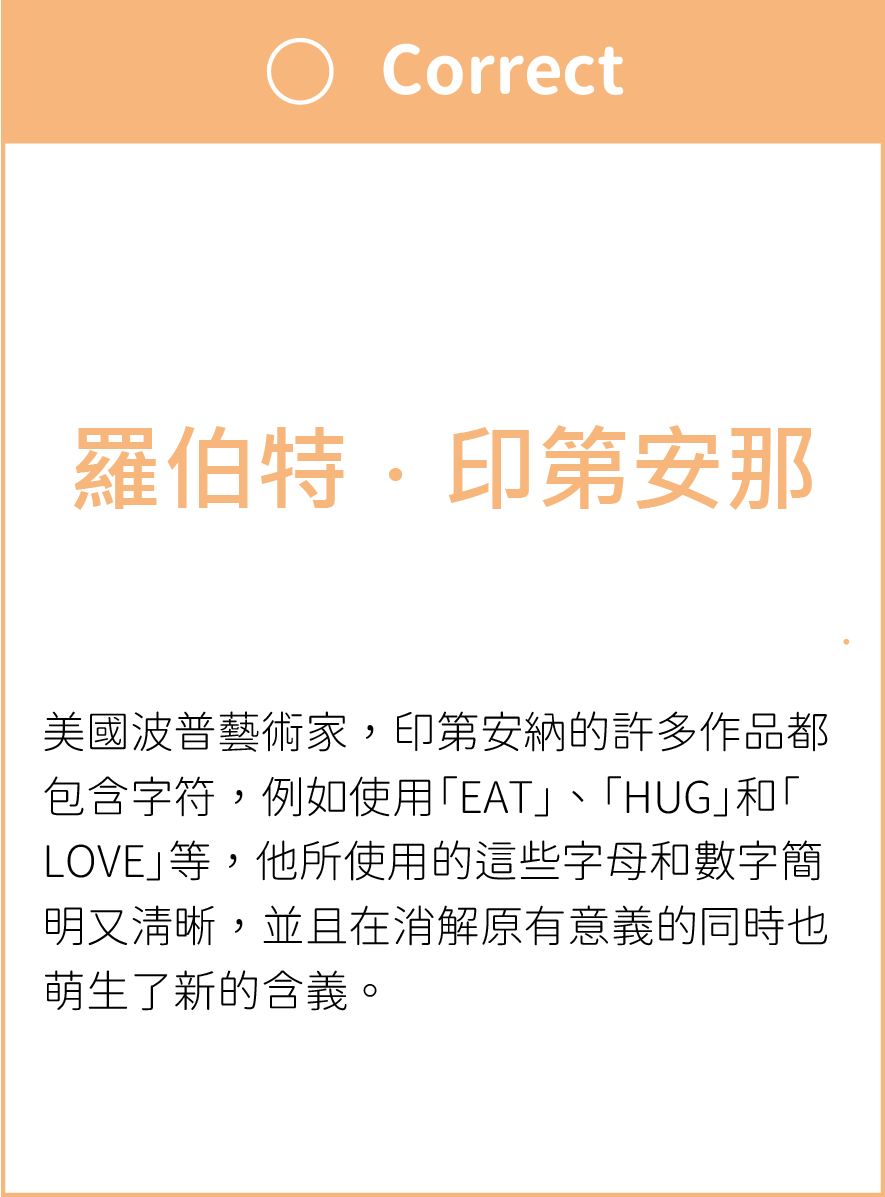 Correct
羅伯特．印第安那
美國波普藝術家，印第安納的許多作品都
包含字符，例如使用「EAT」、「HUG」和「
LOVE」等，他所使用的這些字母和數字簡
明又清晰，並且在消解原有意義的同時也
萌生了新的含義。